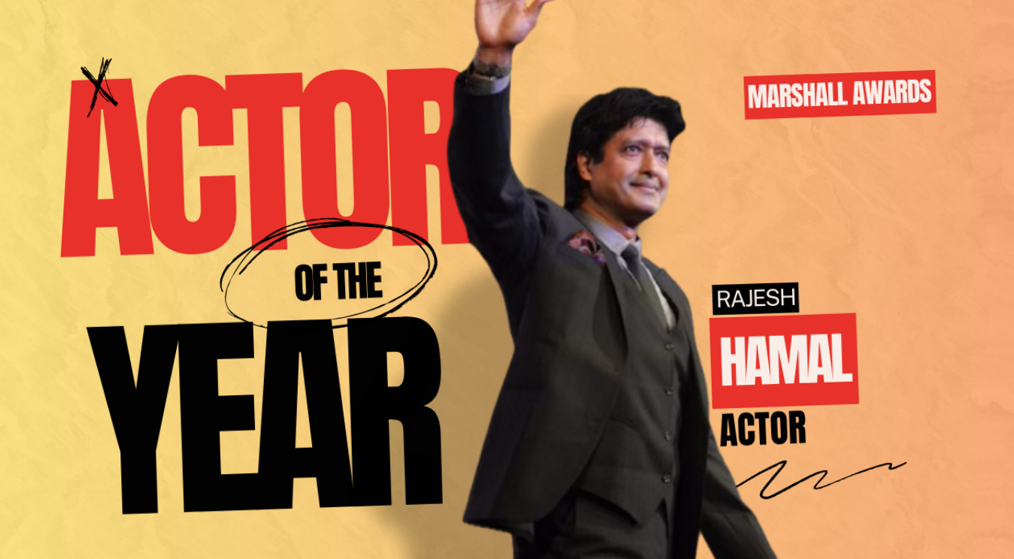 ACTOR
OF THE
YEAR
MARSHALL AWARDS
RAJESH
HAMAL
ACTOR